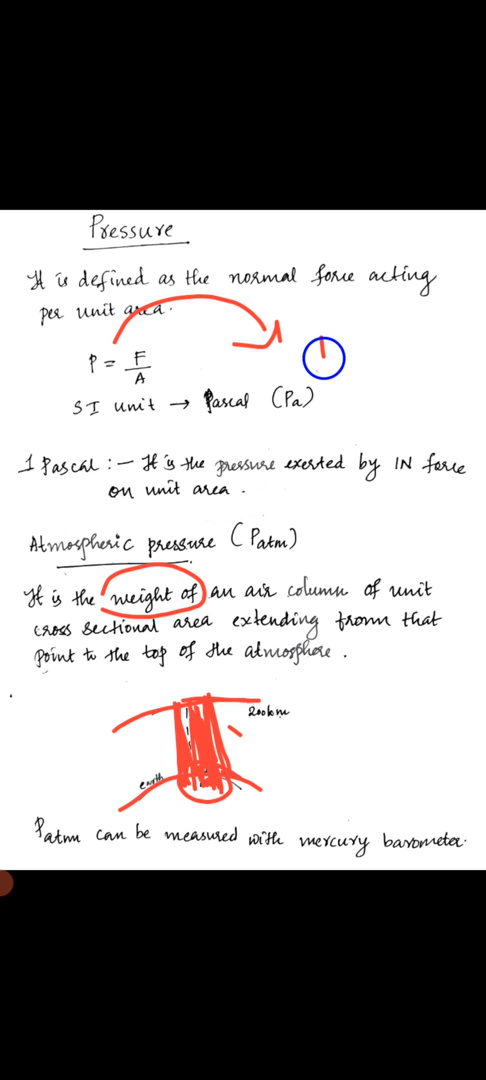 Pressure
It is defined as the normal force acting
per unit area.
P = F/A
SI unit → Pascal (Pa)
1 Pascal :- It is the pressure exerted by 1N force
on unit area.
Atmospheric pressure (Patm)
It is the weight of an air column of unit
cross sectional area extending from that
point to the top of the atmosphere.
200km
earth
Patm can be measured with mercury barometer.